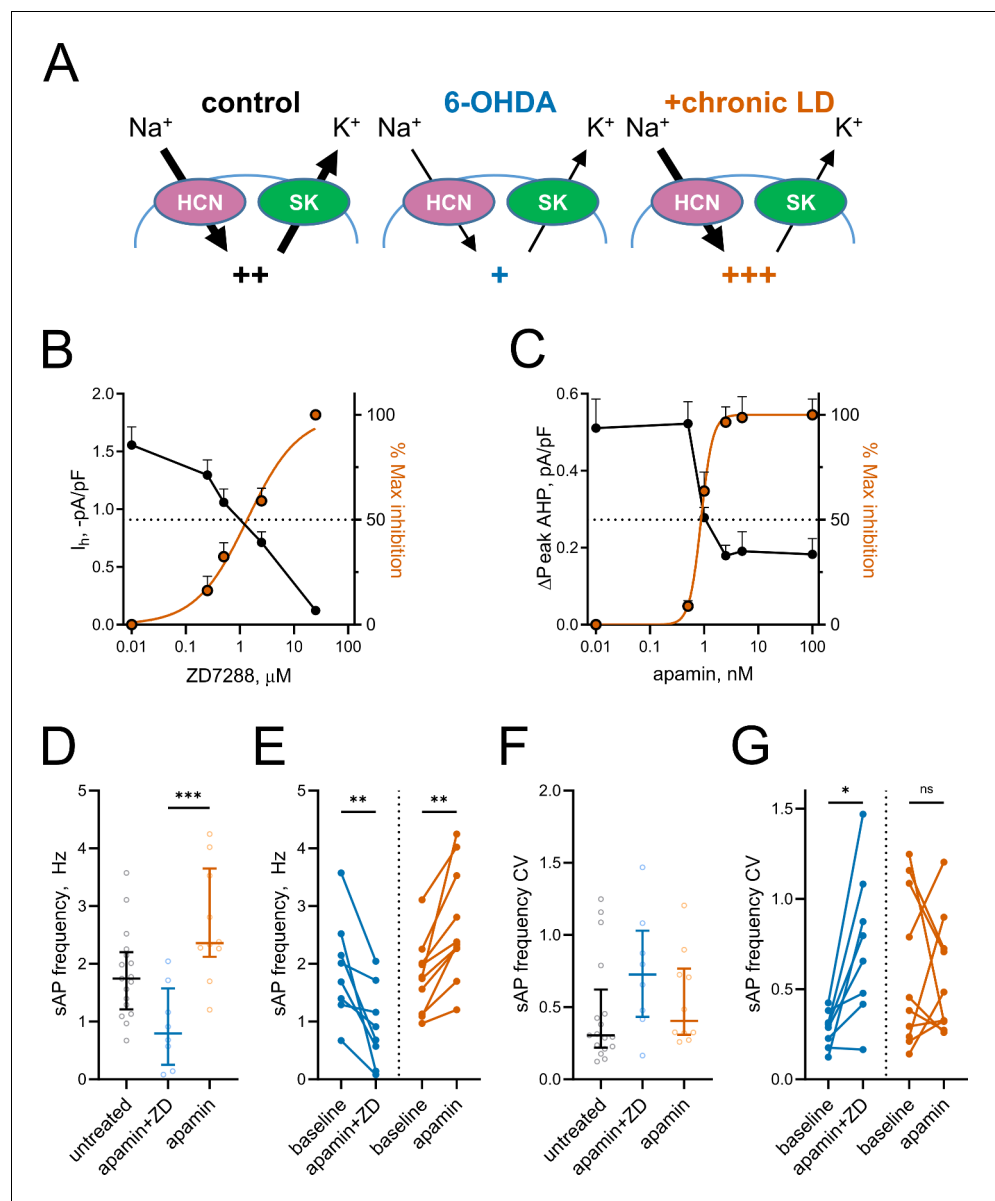 A
control
6-OHDA
+chronic LD
Na+ K+ Na+ K+ Na+ K+
HCN SK HCN SK HCN SK
++ + +++
B
2.0
1.5
1.0
0.5
0.0
Ih, -pA/pF
100
50
0
% Max inhibition
0.01 0.1 1 10 100
ZD7288, μM
C
0.6
0.4
0.2
0.0
ΔPeak AHP, pA/pF
100
50
0
% Max inhibition
0.01 0.1 1 10 100
apamin, nM
D
sAP frequency, Hz
5
4
3
2
1
0
***
untreated
apamin+ZD
apamin
E
sAP frequency, Hz
5
4
3
2
1
0
** **
baseline
apamin+ZD
baseline
apamin
F
sAP frequency CV
2.0
1.5
1.0
0.5
0.0
untreated
apamin+ZD
apamin
G
sAP frequency CV
1.5
1.0
0.5
0.0
* ns
baseline
apamin+ZD
baseline
apamin